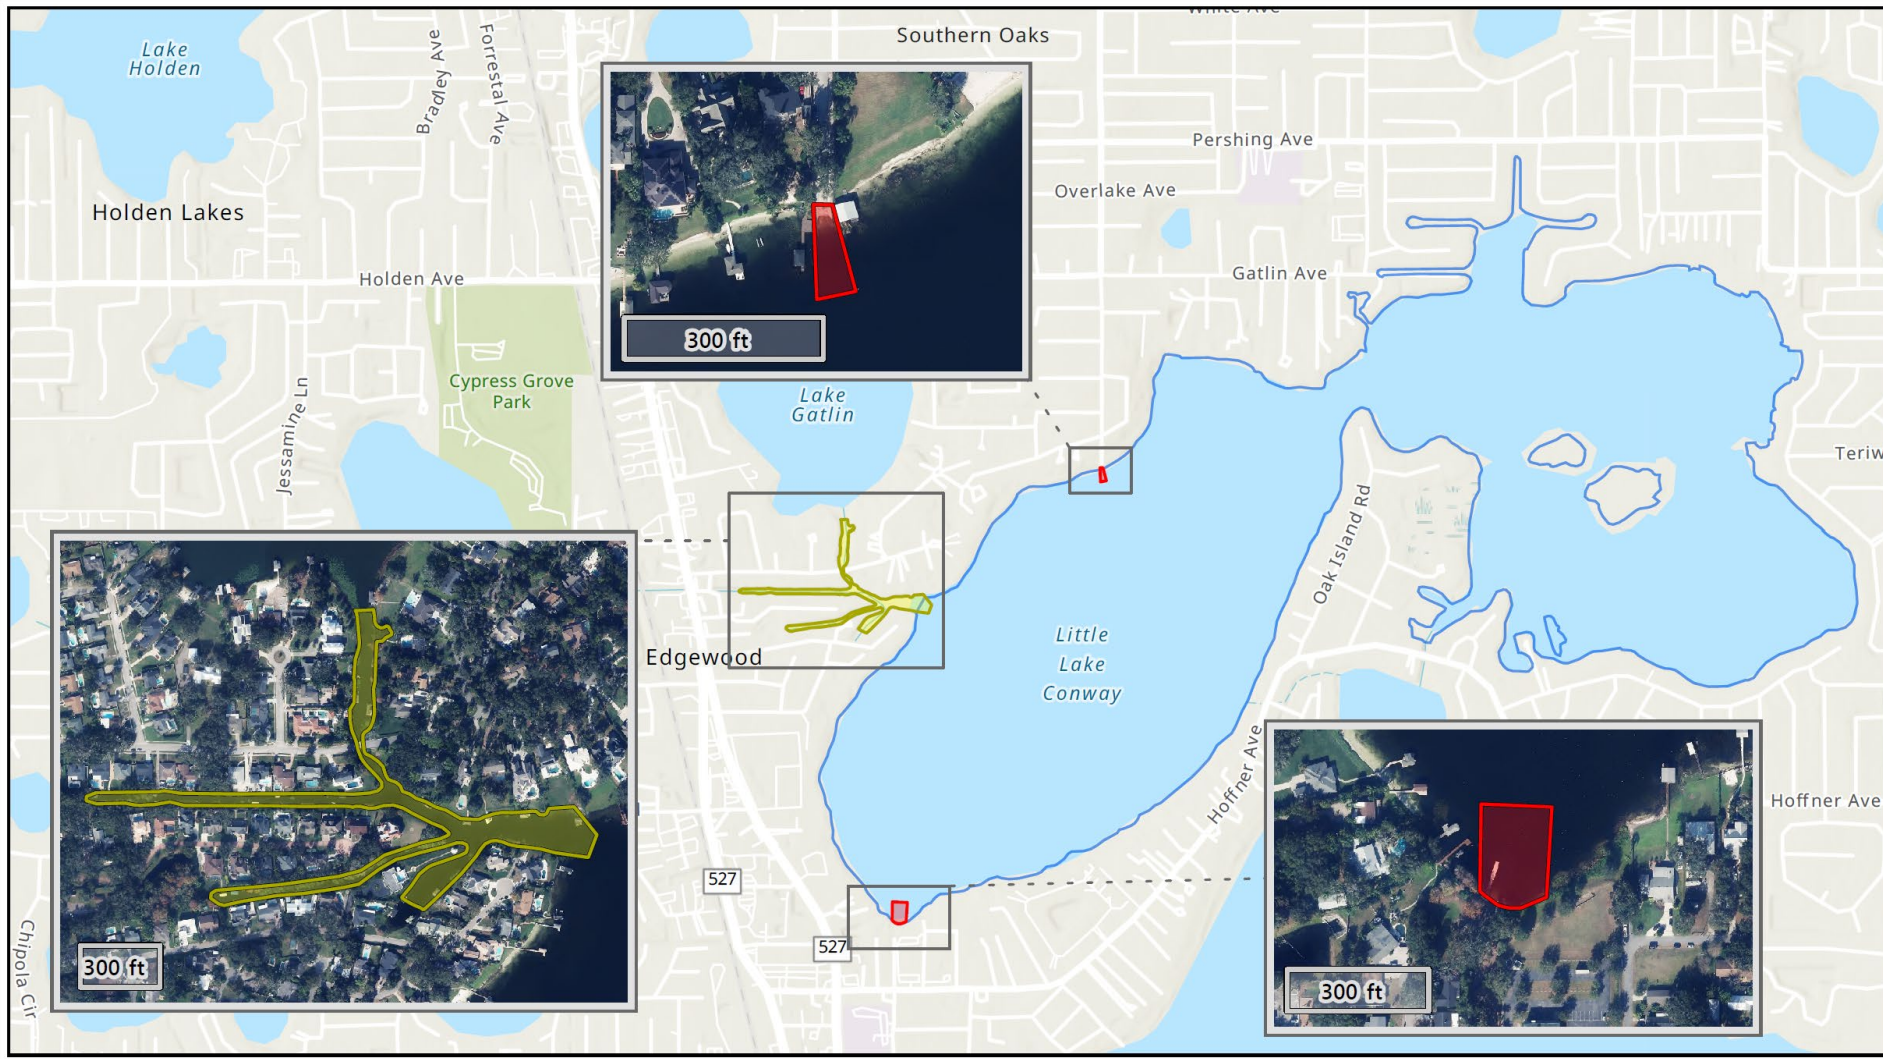 White Ave
Southern Oaks
Lake
Holden
Bradley Ave
Forrestal Ave
Pershing Ave
Overlake Ave
Holden Lakes
Holden Ave
Gatlin Ave
300 ft
Cypress Grove
Park
Lake
Gatlin
Jessamine Ln
Teriw
Oak Island Rd
Edgewood
Little
Lake
Conway
Hoffner Ave
Hoffner Ave
527
527
300 ft
300 ft
Chipola Cir